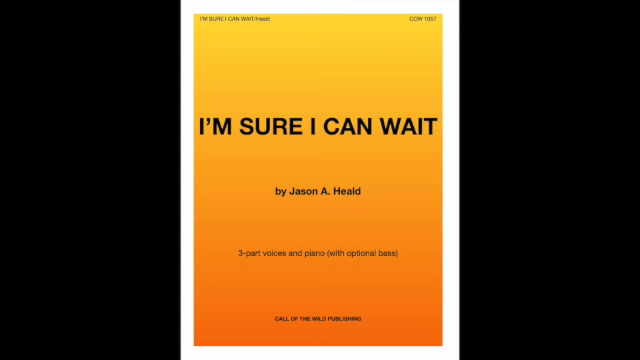 I'M SURE I CAN WAIT/Heald
COW 1057
I'M SURE I CAN WAIT
by Jason A. Heald
3-part voices and piano (with optional bass)
CALL OF THE WILD PUBLISHING